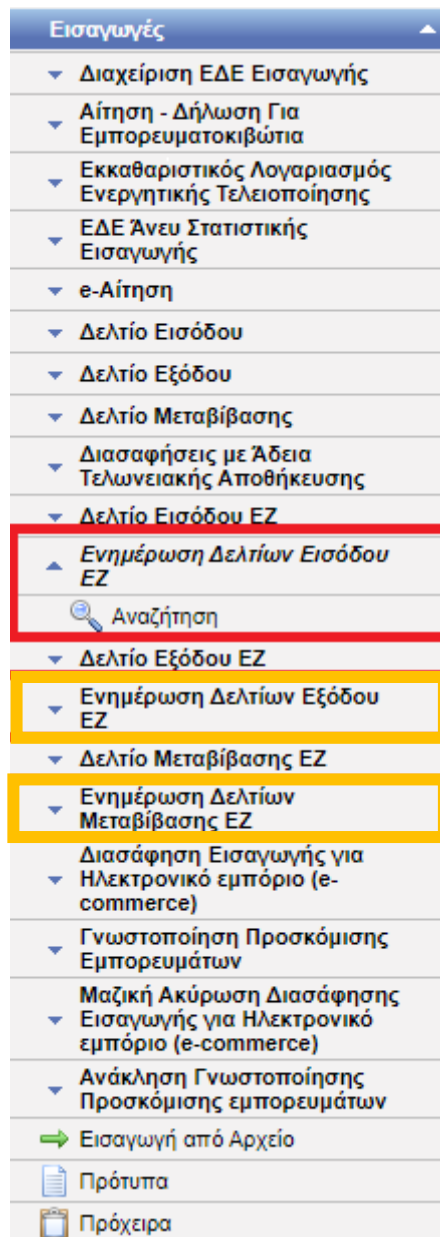 Εισαγωγές
Διαχείριση ΕΔΕ Εισαγωγής
Αίτηση - Δήλωση Για
Εμπορευματοκιβώτια
Εκκαθαριστικός Λογαριασμός
Ενεργητικής Τελειοποίησης
ΕΔΕ Άνευ Στατιστικής
Εισαγωγής
e-Αίτηση
Δελτίο Εισόδου
Δελτίο Εξόδου
Δελτίο Μεταβίβασης
Διασαφήσεις με Άδεια
Τελωνειακής Αποθήκευσης
Δελτίο Εισόδου ΕΖ
Ενημέρωση Δελτίων Εισόδου
ΕΖ
Αναζήτηση
Δελτίο Εξόδου ΕΖ
Ενημέρωση Δελτίων Εξόδου
ΕΖ
Δελτίο Μεταβίβασης ΕΖ
Ενημέρωση Δελτίων
Μεταβίβασης ΕΖ
Διασάφηση Εισαγωγής για
Ηλεκτρονικό εμπόριο (e-
commerce)
Γνωστοποίηση Προσκόμισης
Εμπορευμάτων
Μαζική Ακύρωση Διασάφησης
Εισαγωγής για Ηλεκτρονικό
εμπόριο (e-commerce)
Ανάκληση Γνωστοποίησης
Προσκόμισης εμπορευμάτων
Εισαγωγή από Αρχείο
Πρότυπα
Πρόχειρα